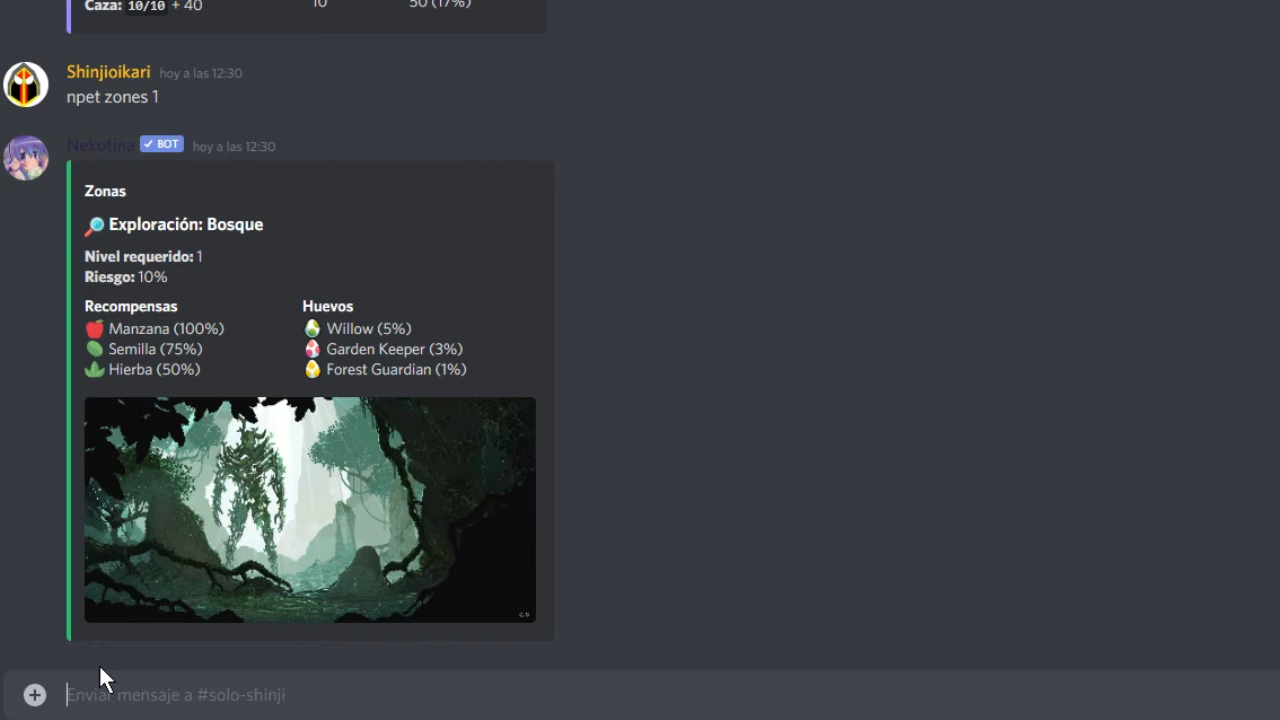 Caza: 10/10 + 40
10
50 (17%)
Shinjioikari hoy a las 12:30
npet zones 1
Nekotina BOT hoy a las 12:30
Zonas
Exploración: Bosque
Nivel requerido: 1
Riesgo: 10%
Recompensas
Manzana (100%)
Semilla (75%)
Hierba (50%)
Huevos
Willow (5%)
Garden Keeper (3%)
Forest Guardian (1%)
Enviar mensaje a #solo-shinji